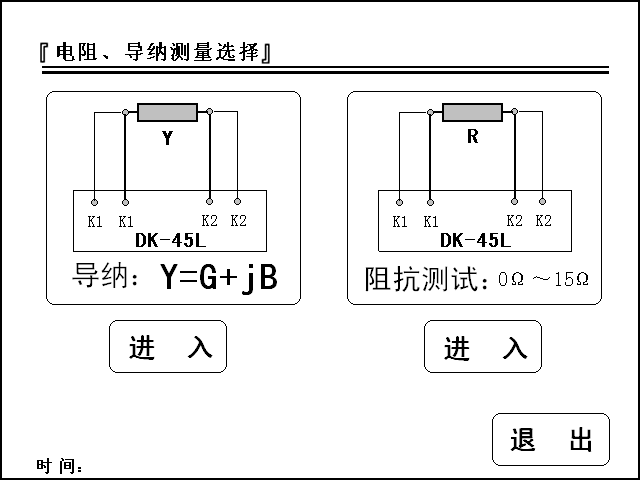 『电阻、导纳测量选择』
Y
K1 K1 K2 K2
DK-45L
导纳：Y=G+jB
进 入
R
K1 K1 K2 K2
DK-45L
阻抗测试：0Ω～15Ω
进 入
退 出
时 间：